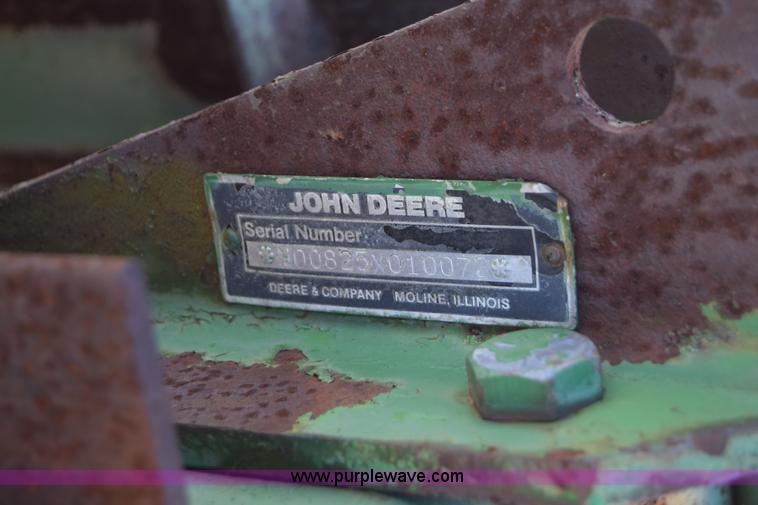 JOHN DEERE
Serial Number
*N00825X010072*
DEERE & COMPANY MOLINE, ILLINOIS
www.purplewave.com